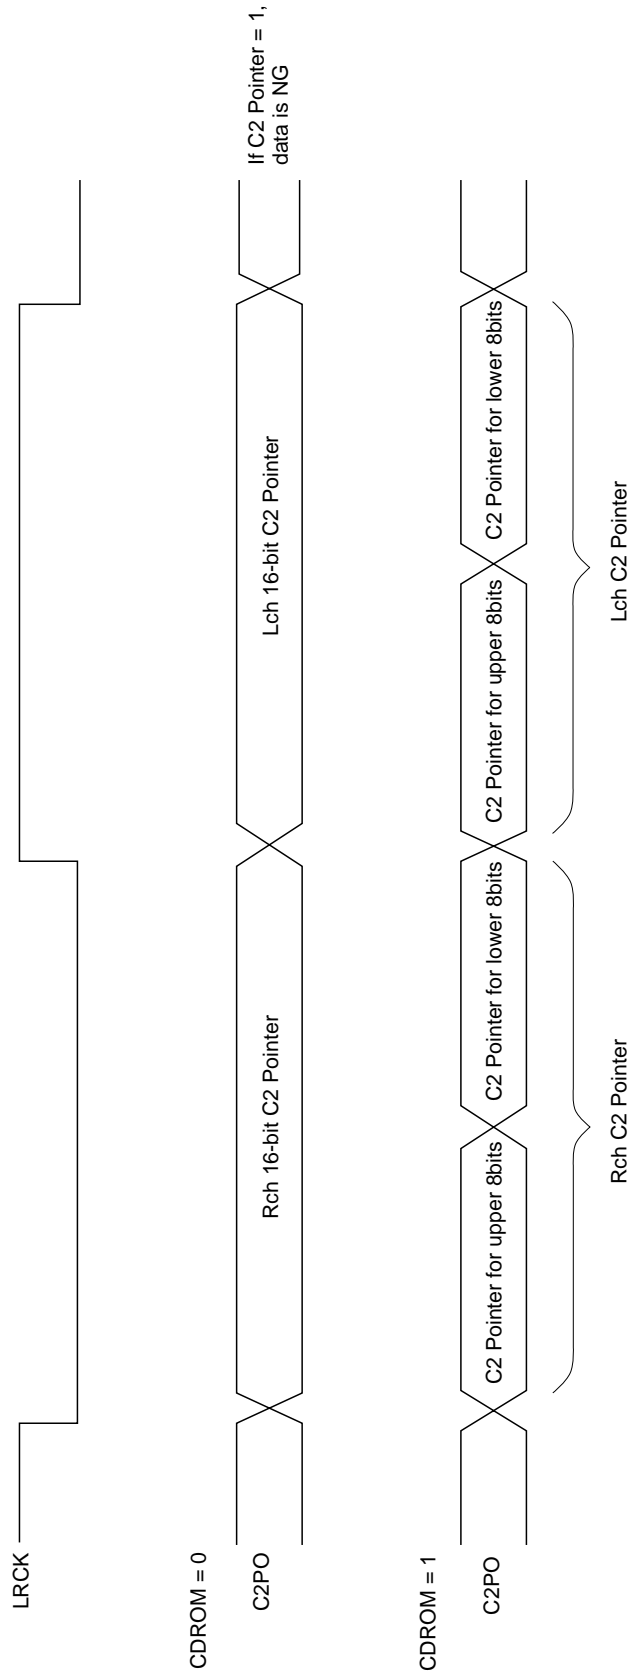 LRCK
CDROM = 0
C2PO
Rch 16-bit C2 Pointer
Lch 16-bit C2 Pointer
If C2 Pointer = 1,
data is NG
CDROM = 1
C2PO
C2 Pointer for upper 8bits
C2 Pointer for lower 8bits
C2 Pointer for upper 8bits
C2 Pointer for lower 8bits
Rch C2 Pointer
Lch C2 Pointer